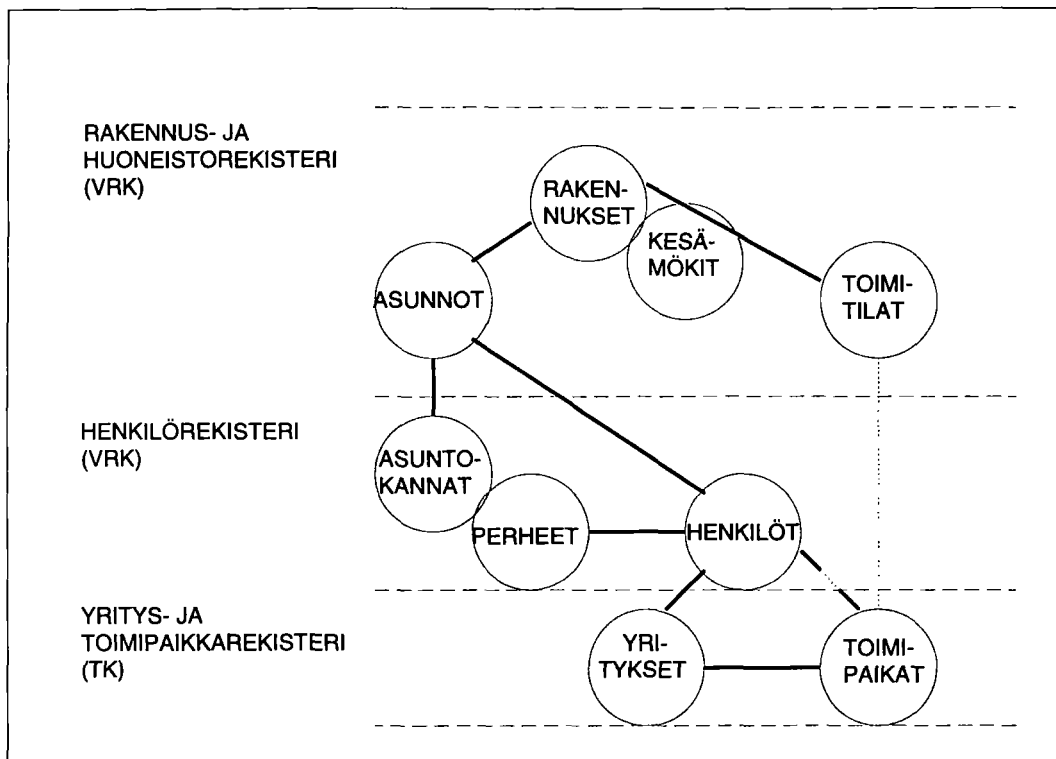 RAKENNUS- JA
HUONEISTOREKISTERI
(VRK)
RAKEN-
NUKSET
KESÄ-
MÖKIT
ASUNNOT
TOIMI-
TILAT
HENKILÖREKISTERI
(VRK)
ASUNTO-
KANNAT
PERHEET
HENKILÖT
YRITYS- JA
TOIMIPAIKKAREKISTERI
(TK)
YRI-
TYKSET
TOIMI-
PAIKAT